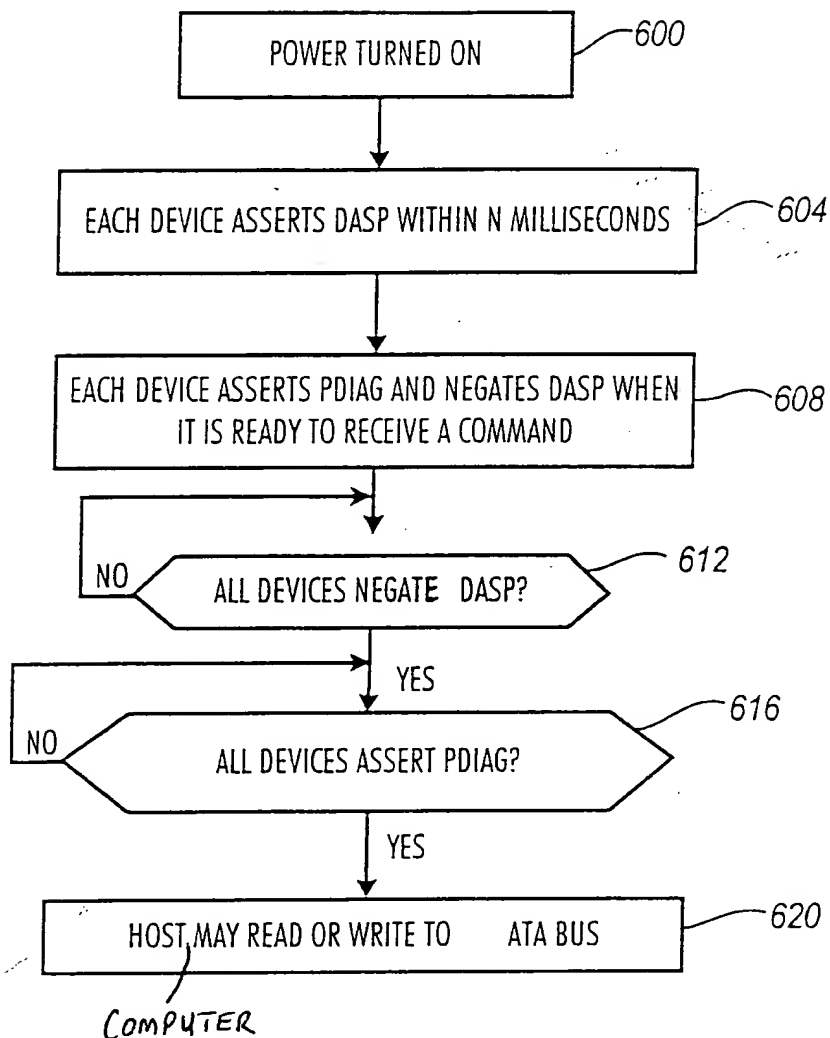 POWER TURNED ON
600
EACH DEVICE ASSERTS DASP WITHIN N MILLISECONDS
604
EACH DEVICE ASSERTS PDIAG AND NEGATES DASP WHEN
IT IS READY TO RECEIVE A COMMAND
608
ALL DEVICES NEGATE DASP?
612
NO
YES
ALL DEVICES ASSERT PDIAG?
616
NO
YES
HOST MAY READ OR WRITE TO ATA BUS
620
COMPUTER